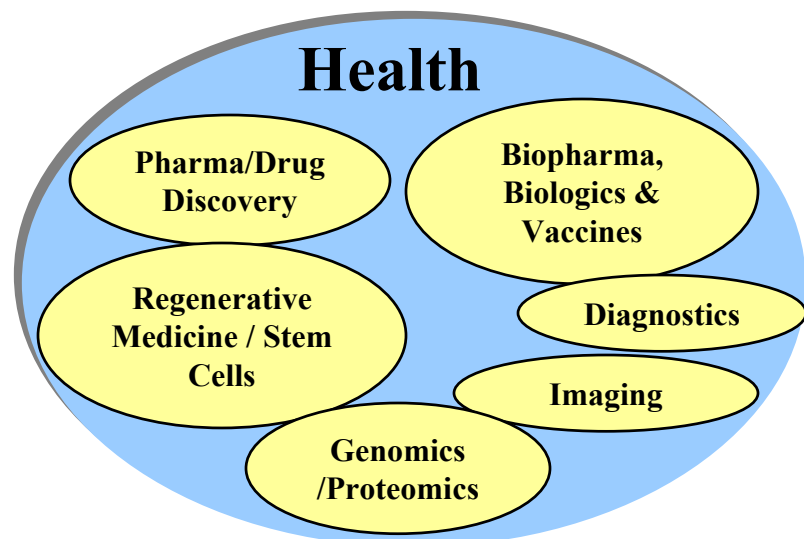 Health
Pharma/Drug
Discovery
Biopharma,
Biologics &
Vaccines
Regenerative
Medicine / Stem
Cells
Diagnostics
Imaging
Genomics
/Proteomics